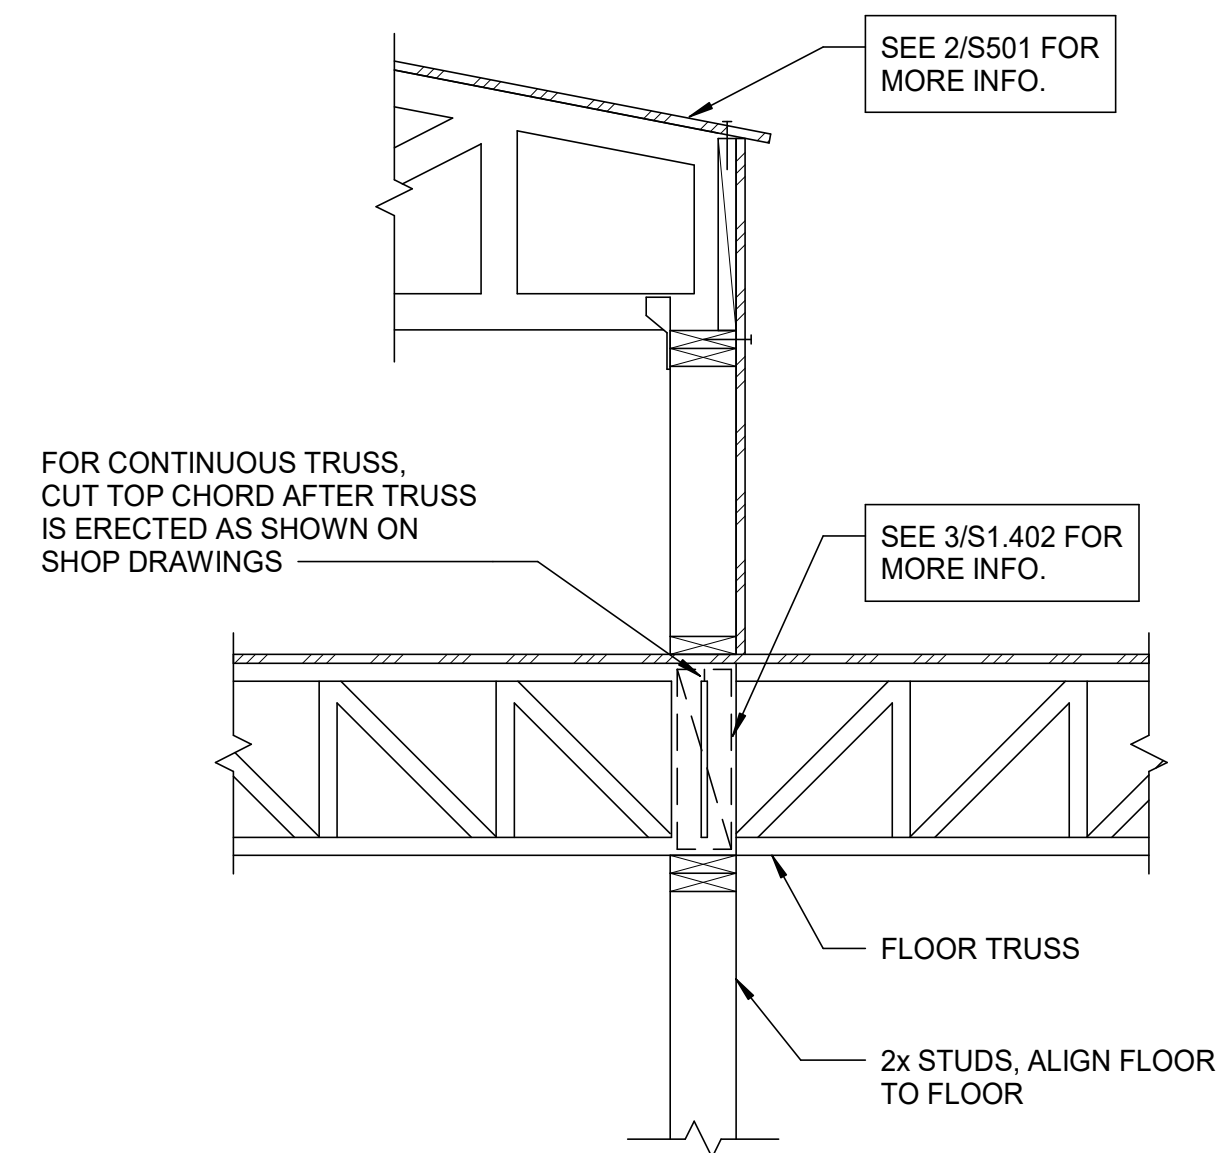 SEE 2/S501 FOR
MORE INFO.
FOR CONTINUOUS TRUSS,
CUT TOP CHORD AFTER TRUSS
IS ERECTED AS SHOWN ON
SHOP DRAWINGS
SEE 3/S1.402 FOR
MORE INFO.
FLOOR TRUSS
2x STUDS, ALIGN FLOOR
TO FLOOR